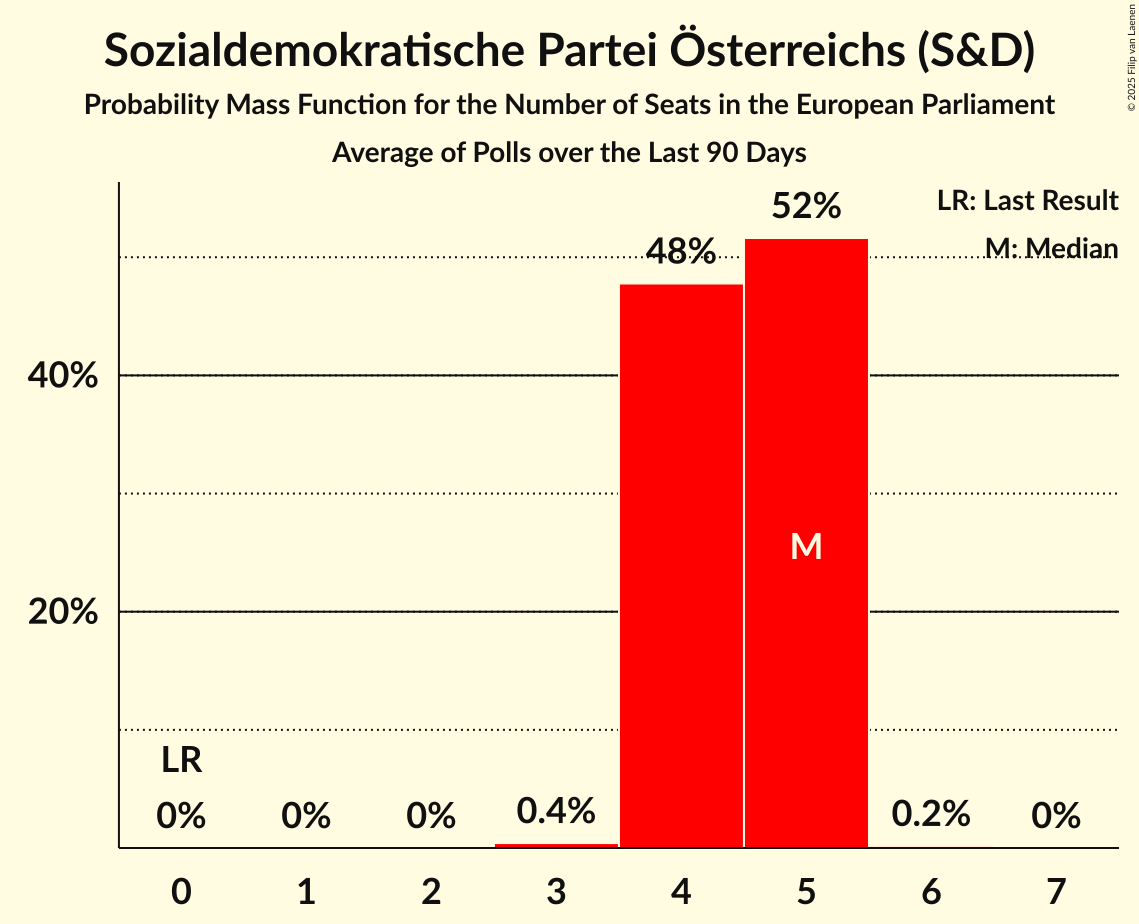 Sozialdemokratische Partei Österreichs (S&D)
Probability Mass Function for the Number of Seats in the European Parliament
Average of Polls over the Last 90 Days
© 2025 Filip van Laenen
LR: Last Result
M: Median
52%
48%
40%
20%
M
LR
0% 0% 0% 0.4% 0.2% 0%
0 1 2 3 4 5 6 7